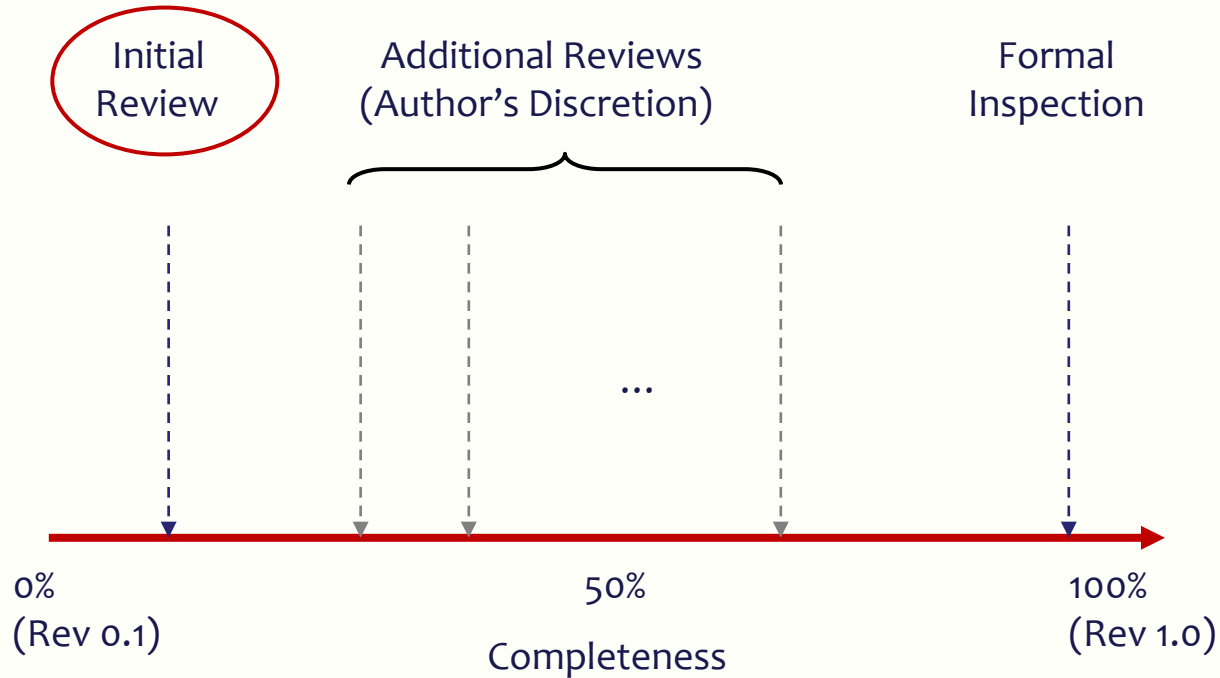 Initial
Review
Additional Reviews
(Author’s Discretion)
Formal
Inspection
...
0%
(Rev 0.1)
50%
100%
(Rev 1.0)
Completeness